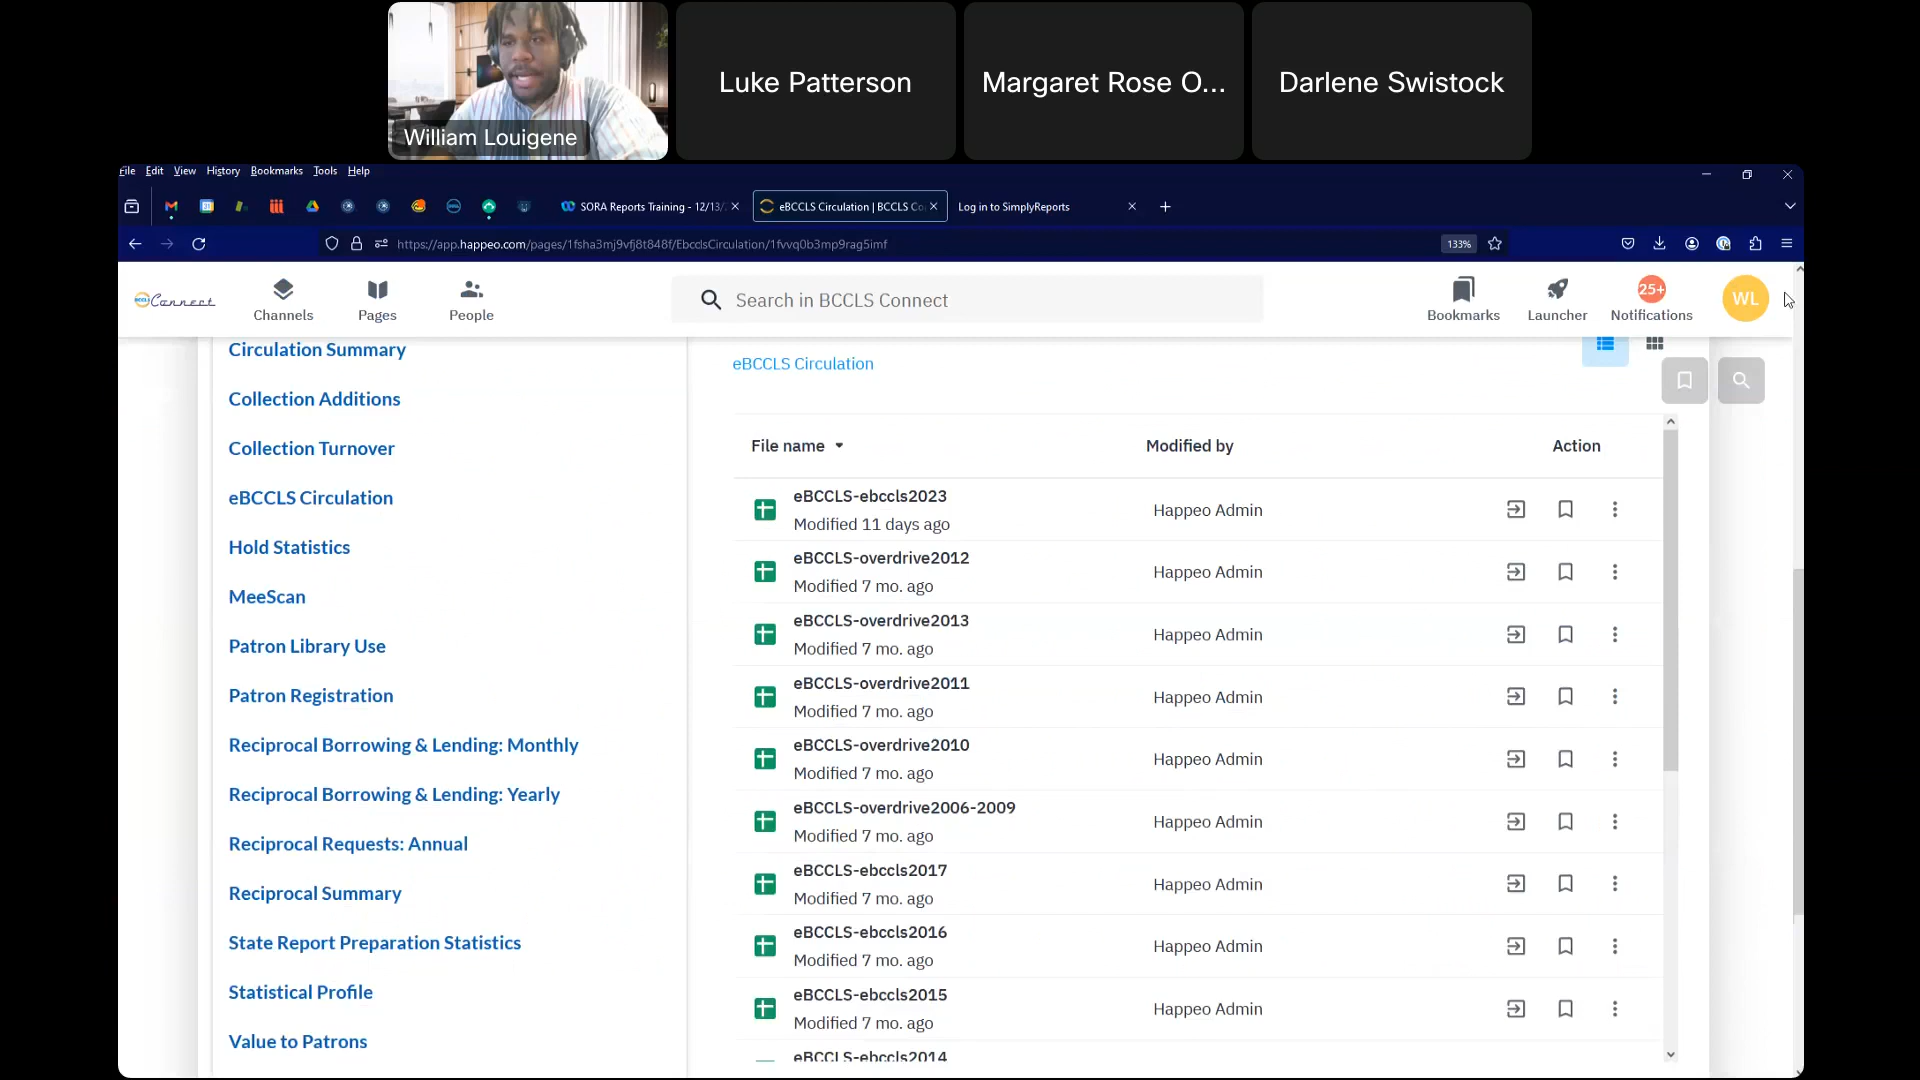 William Louigene
Luke Patterson
Margaret Rose O...
Darlene Swistock
File Edit View History Bookmarks Tools Help
SORA Reports Training - 12/13/
eBCCLS Circulation | BCCLS Co
Log in to SimplyReports
https://app.happeo.com/pages/1fsha3mj9vfj8t848f/EbcclsCirculation/1fvvq0b3mp9rag5imf
133%
BCCLS Connect
Channels
Pages
People
Search in BCCLS Connect
Bookmarks
Launcher
25+
Notifications
WL
Circulation Summary
Collection Additions
Collection Turnover
eBCCLS Circulation
Hold Statistics
MeeScan
Patron Library Use
Patron Registration
Reciprocal Borrowing & Lending: Monthly
Reciprocal Borrowing & Lending: Yearly
Reciprocal Requests: Annual
Reciprocal Summary
State Report Preparation Statistics
Statistical Profile
Value to Patrons
eBCCLS Circulation
File name Modified by Action
eBCCLS-ebccls2023
Modified 11 days ago
Happeo Admin
eBCCLS-overdrive2012
Modified 7 mo. ago
Happeo Admin
eBCCLS-overdrive2013
Modified 7 mo. ago
Happeo Admin
eBCCLS-overdrive2011
Modified 7 mo. ago
Happeo Admin
eBCCLS-overdrive2010
Modified 7 mo. ago
Happeo Admin
eBCCLS-overdrive2006-2009
Modified 7 mo. ago
Happeo Admin
eBCCLS-ebccls2017
Modified 7 mo. ago
Happeo Admin
eBCCLS-ebccls2016
Modified 7 mo. ago
Happeo Admin
eBCCLS-ebccls2015
Modified 7 mo. ago
Happeo Admin
eBCCLS-ebccls2014